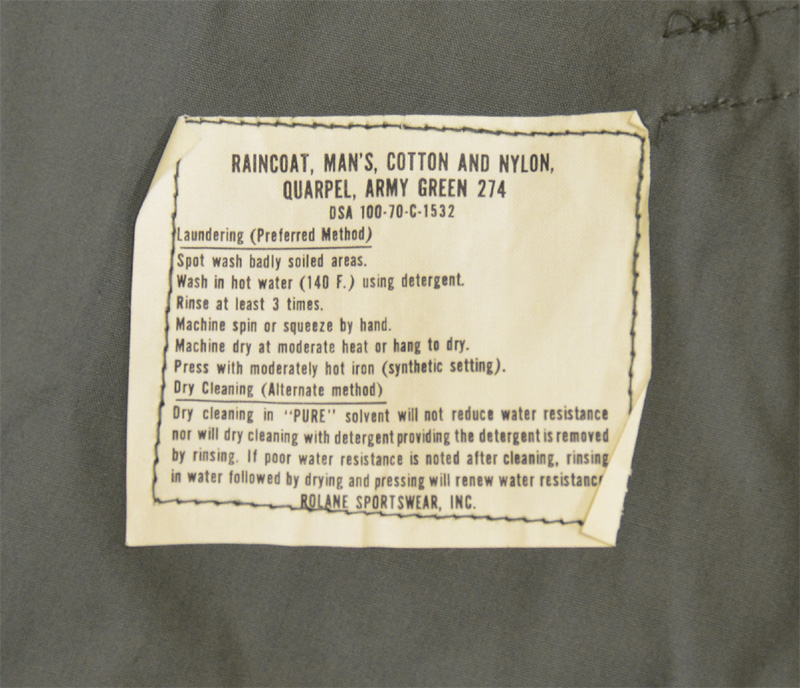 RAINCOAT, MAN'S, COTTON AND NYLON,
QUARPEL, ARMY GREEN 274
DSA 100-70-C-1532
Laundering (Preferred Method)
Spot wash badly soiled areas.
Wash in hot water (140 F.) using detergent.
Rinse at least 3 times.
Machine spin or squeeze by hand.
Machine dry at moderate heat or hang to dry.
Press with moderately hot iron (synthetic setting).
Dry Cleaning (Alternate method)
Dry cleaning in "PURE" solvent will not reduce water resistance
nor will dry cleaning with detergent providing the detergent is removed
by rinsing. If poor water resistance is noted after cleaning, rinsing
in water followed by drying and pressing will renew water resistance
ROLANE SPORTSWEAR, INC.